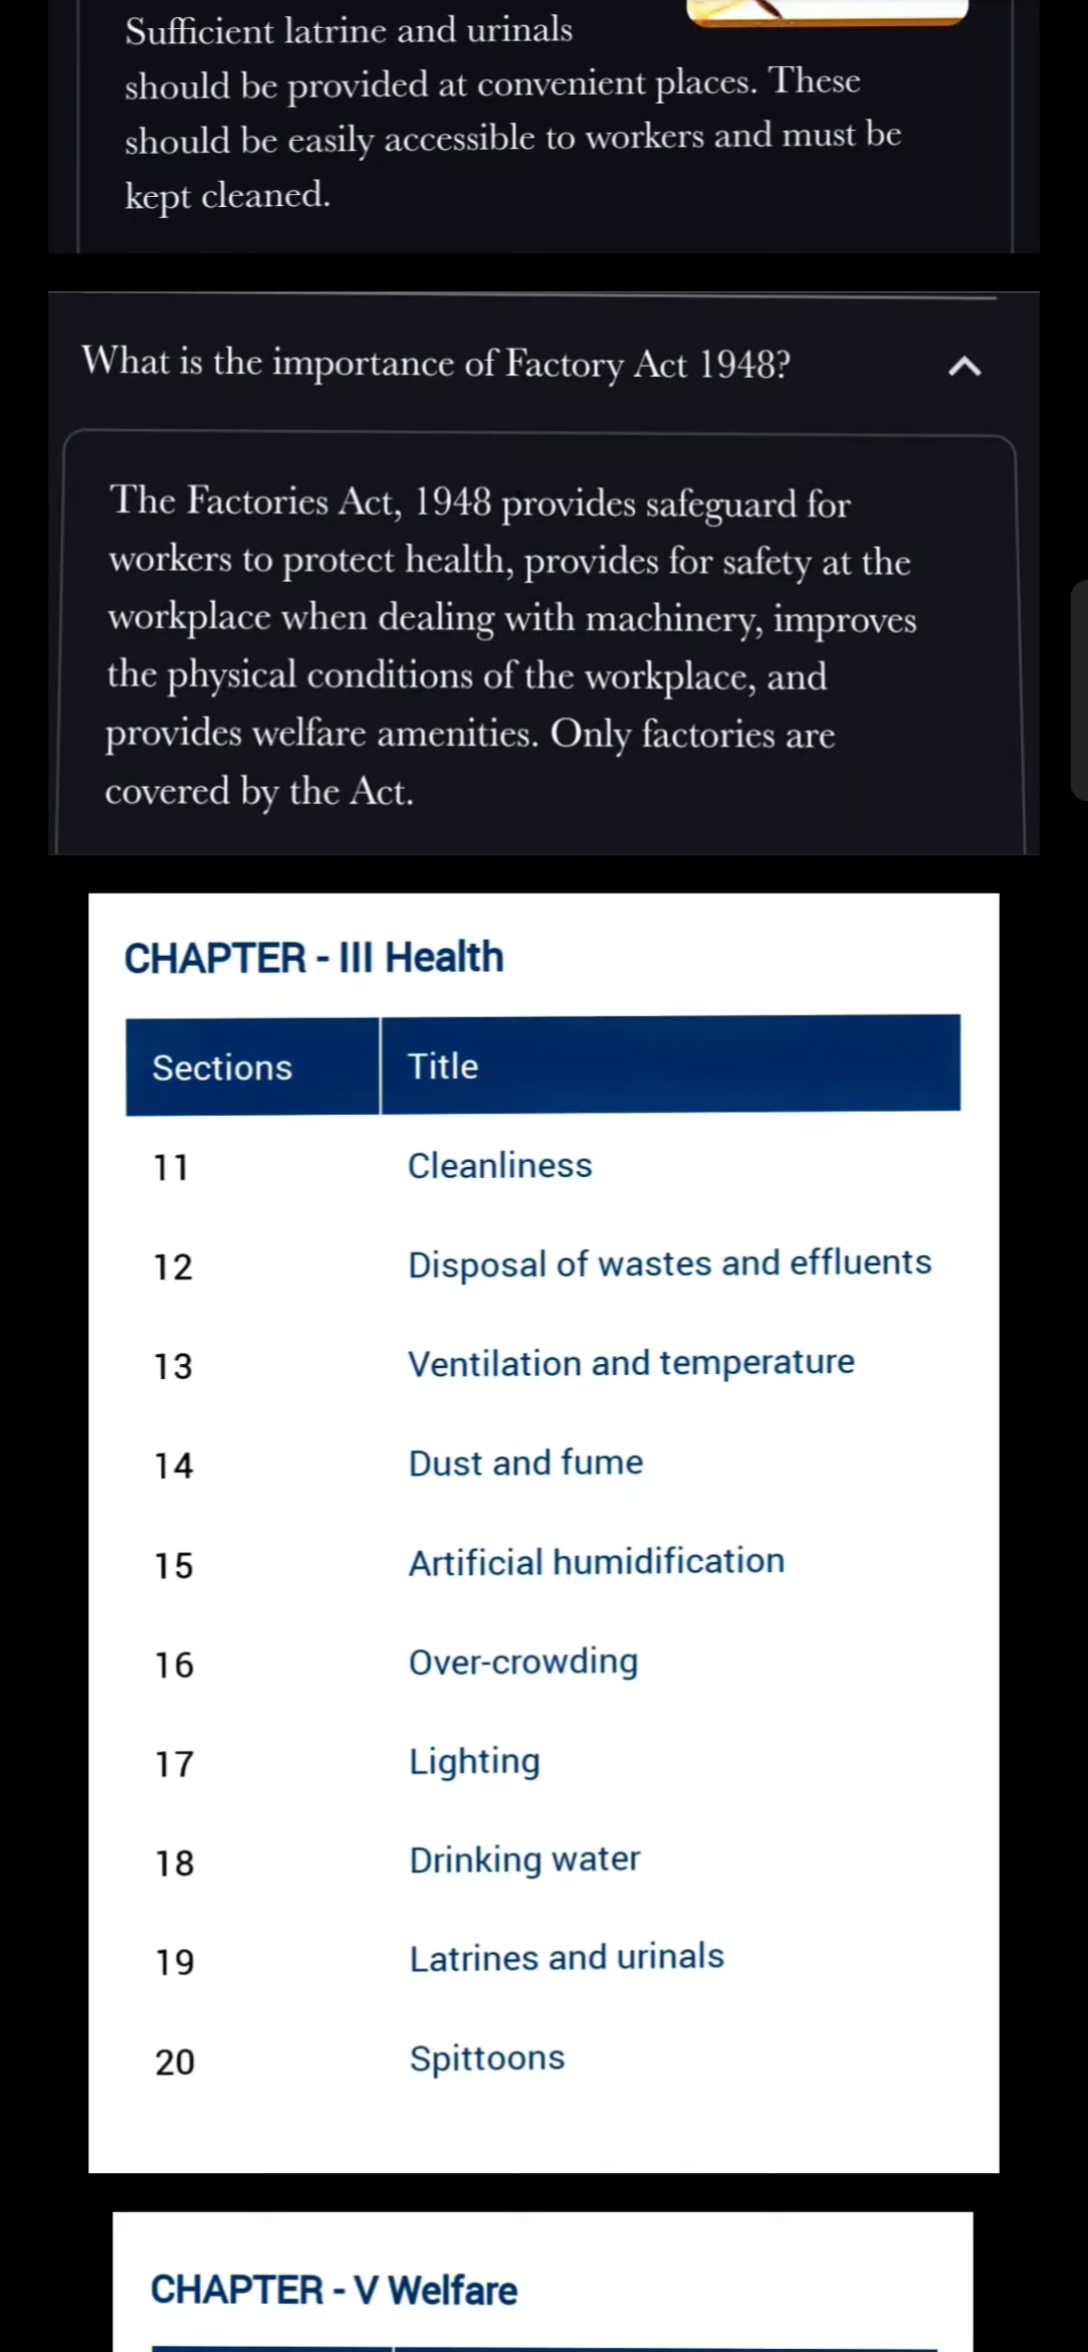 Sufficient latrine and urinals
should be provided at convenient places. These
should be easily accessible to workers and must be
kept cleaned.
What is the importance of Factory Act 1948?
The Factories Act, 1948 provides safeguard for
workers to protect health, provides for safety at the
workplace when dealing with machinery, improves
the physical conditions of the workplace, and
provides welfare amenities. Only factories are
covered by the Act.
CHAPTER - III Health
Sections Title
11 Cleanliness
12 Disposal of wastes and effluents
13 Ventilation and temperature
14 Dust and fume
15 Artificial humidification
16 Over-crowding
17 Lighting
18 Drinking water
19 Latrines and urinals
20 Spittoons
CHAPTER - V Welfare